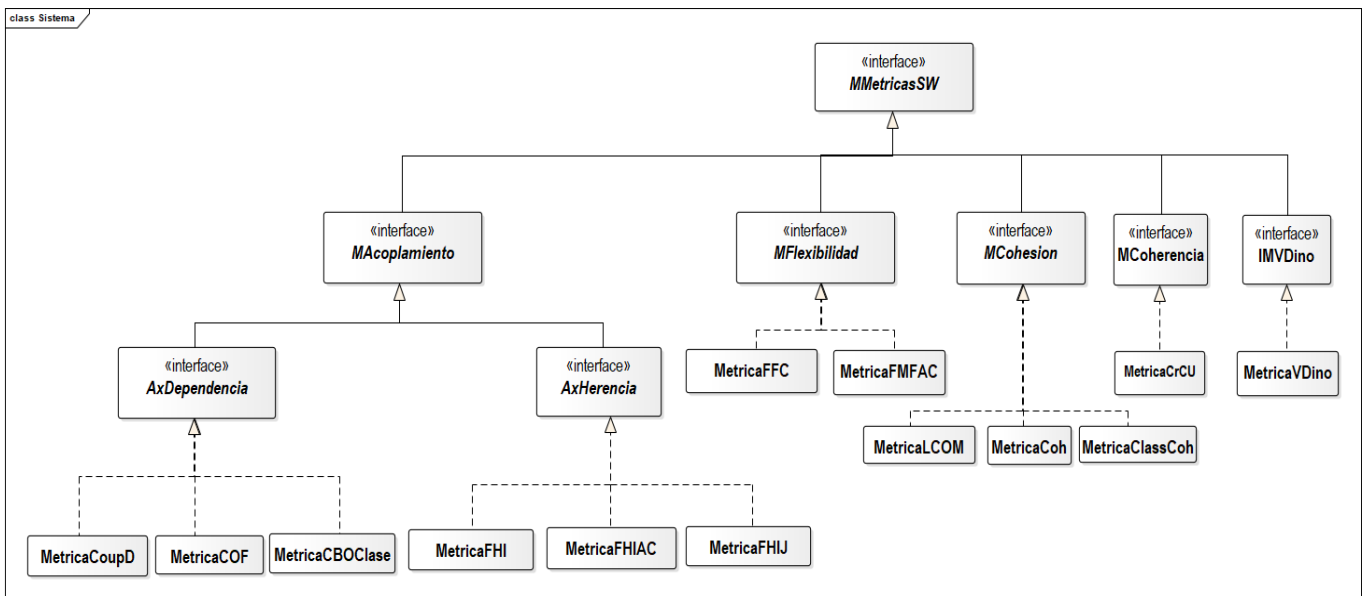 class Sistema
«interface»
MMetricasSW
«interface»
MAcoplamiento
«interface»
MFlexibilidad
«interface»
MCohesion
«interface»
MCoherencia
«interface»
IMVDino
«interface»
AxDependencia
«interface»
AxHerencia
MetricaFFC
MetricaFMFAC
MetricaCrCU
MetricaVDino
MetricaLCOM
MetricaCoh
MetricaClassCoh
MetricaCoupD
MetricaCOF
MetricaCBOClase
MetricaFHI
MetricaFHIAC
MetricaFHIJ